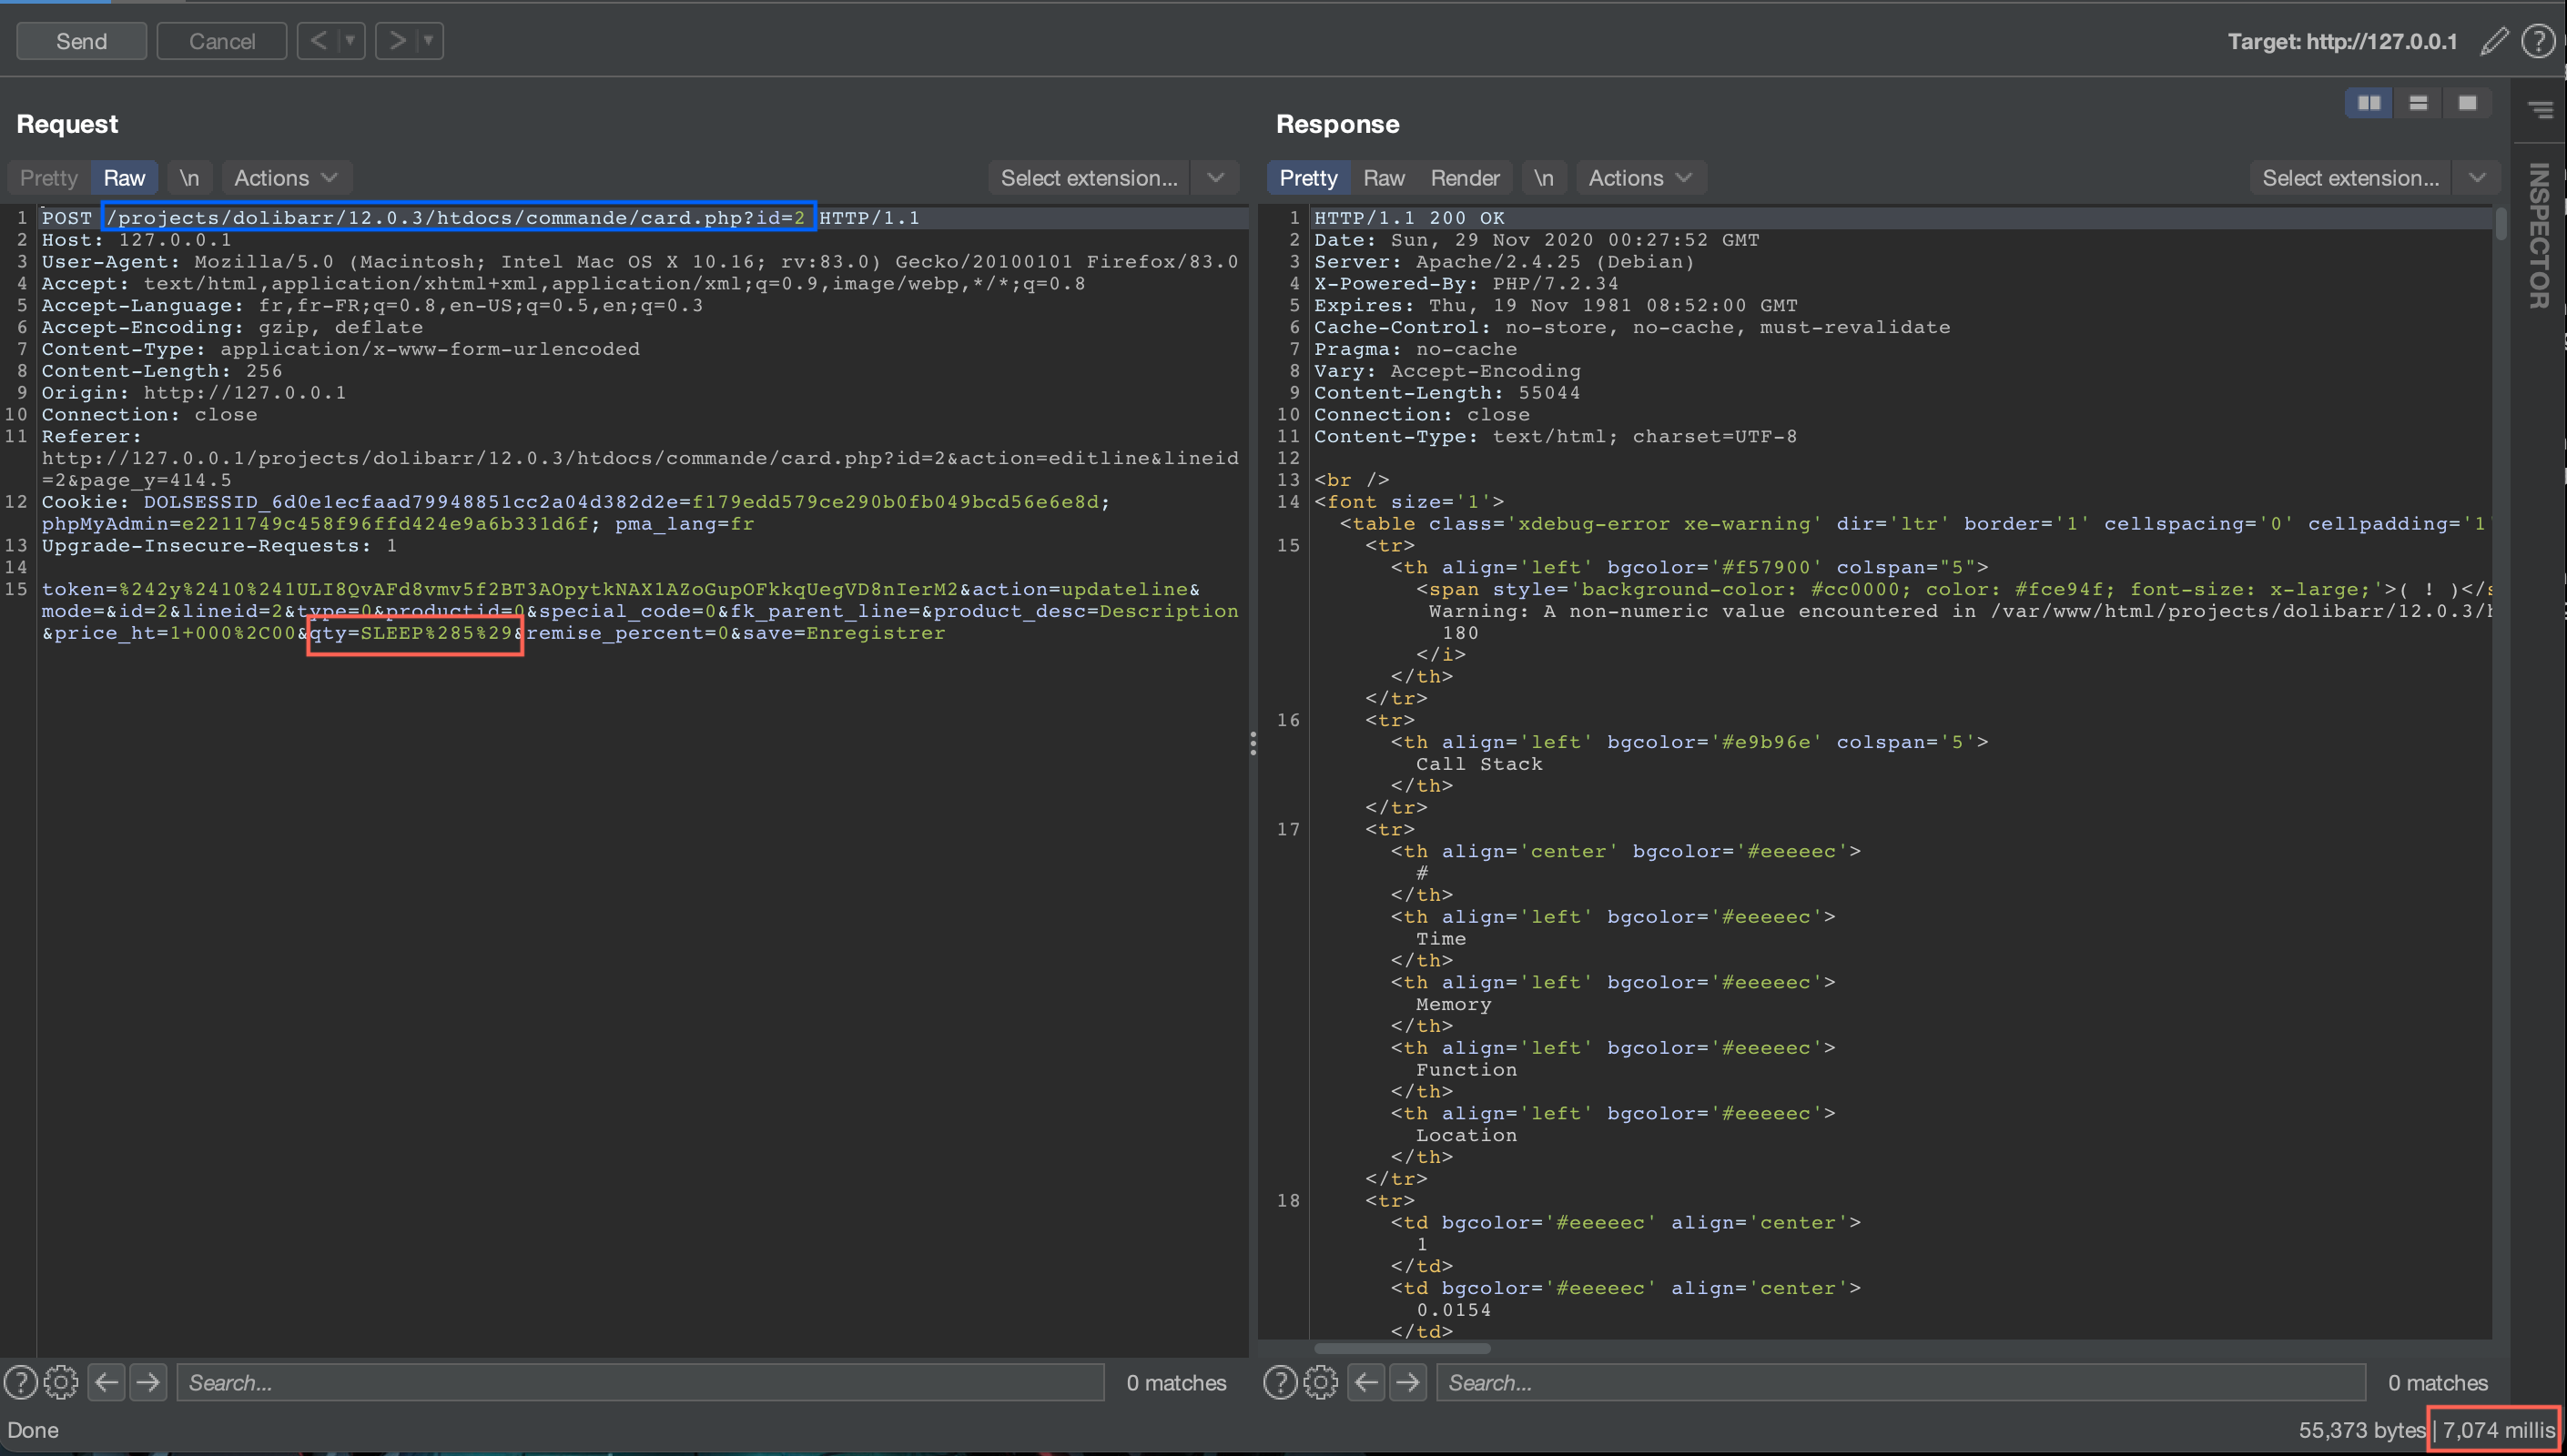 Send
Cancel
Target: http://127.0.0.1
Request
Pretty Raw \n Actions
Select extension...
1 POST /projects/dolibarr/12.0.3/htdocs/commande/card.php?id=2 HTTP/1.1
2 Host: 127.0.0.1
3 User-Agent: Mozilla/5.0 (Macintosh; Intel Mac OS X 10.16; rv:83.0) Gecko/20100101 Firefox/83.0
4 Accept: text/html,application/xhtml+xml,application/xml;q=0.9,image/webp,*/*;q=0.8
5 Accept-Language: fr,fr-FR;q=0.8,en-US;q=0.5,en;q=0.3
6 Accept-Encoding: gzip, deflate
7 Content-Type: application/x-www-form-urlencoded
8 Content-Length: 256
9 Origin: http://127.0.0.1
10 Connection: close
11 Referer:
http://127.0.0.1/projects/dolibarr/12.0.3/htdocs/commande/card.php?id=2&action=editline&lineid
=2&page_y=414.5
12 Cookie: DOLSESSID_6d0e1ecfaad79948851cc2a04d382d2e=f179edd579ce290b0fb049bcd56e6e8d;
phpMyAdmin=e2211749c458f96ffd424e9a6b331d6f; pma_lang=fr
13 Upgrade-Insecure-Requests: 1
14
15 token=%242y%2410%241ULI8QvAFd8vmv5f2BT3AOpytkNAX1AZoGupOFkkqUegVD8nIerM2&action=updateline&
mode=&id=2&lineid=2&type=0&productid=0&special_code=0&fk_parent_line=&product_desc=Description
&price_ht=1+000%2C00&qty=SLEEP%285%29&remise_percent=0&save=Enregistrer
Search...
0 matches
Done
Response
Pretty Raw Render \n Actions
Select extension...
INSPECTOR
1 HTTP/1.1 200 OK
2 Date: Sun, 29 Nov 2020 00:27:52 GMT
3 Server: Apache/2.4.25 (Debian)
4 X-Powered-By: PHP/7.2.34
5 Expires: Thu, 19 Nov 1981 08:52:00 GMT
6 Cache-Control: no-store, no-cache, must-revalidate
7 Pragma: no-cache
8 Vary: Accept-Encoding
9 Content-Length: 55044
10 Connection: close
11 Content-Type: text/html; charset=UTF-8
12
13 <br />
14 <font size='1'>
<table class='xdebug-error xe-warning' dir='ltr' border='1' cellspacing='0' cellpadding='1'
15 <tr>
<th align='left' bgcolor='#f57900' colspan="5">
<span style='background-color: #cc0000; color: #fce94f; font-size: x-large;'>( ! )</s
Warning: A non-numeric value encountered in /var/www/html/projects/dolibarr/12.0.3/h
180
</i>
</th>
</tr>
16 <tr>
<th align='left' bgcolor='#e9b96e' colspan='5'>
Call Stack
</th>
</tr>
17 <tr>
<th align='center' bgcolor='#eeeeec'>
#
</th>
<th align='left' bgcolor='#eeeeec'>
Time
</th>
<th align='left' bgcolor='#eeeeec'>
Memory
</th>
<th align='left' bgcolor='#eeeeec'>
Function
</th>
<th align='left' bgcolor='#eeeeec'>
Location
</th>
</tr>
18 <tr>
<td bgcolor='#eeeeec' align='center'>
1
</td>
<td bgcolor='#eeeeec' align='center'>
0.0154
</td>
Search...
0 matches
55,373 bytes | 7,074 millis